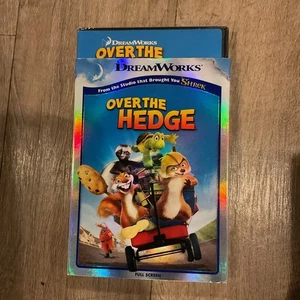 DREAMWORKS
OVER THE
DREAMWORKS
From the Studio that Brought You SHREK
OVER THE
HEDGE
FULL SCREEN